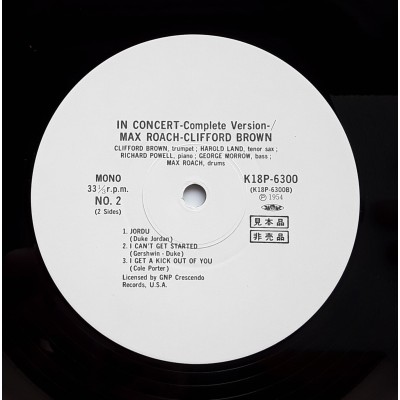 IN CONCERT-Complete Version-/
MAX ROACH-CLIFFORD BROWN
CLIFFORD BROWN, trumpet; HAROLD LAND, tenor sax;
RICHARD POWELL, piano; GEORGE MORROW, bass;
MAX ROACH, drums
MONO
33 1/3 r.p.m.
NO. 2
(2 Sides)
K18P-6300
(K18P-6300B)
Ⓟ 1954
見本品
非売品
1. JORDU
(Duke Jordan)
2. I CAN'T GET STARTED
(Gershwin - Duke)
3. I GET A KICK OUT OF YOU
(Cole Porter)
Licensed by GNP Crescendo
Records, U.S.A.